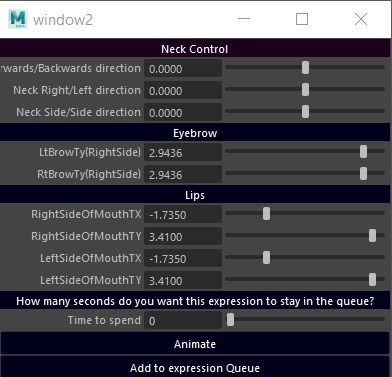 window2
Neck Control
rwards/Backwards direction 0.0000
Neck Right/Left direction 0.0000
Neck Side/Side direction 0.0000
Eyebrow
LtBrowTy(RightSide) 2.9436
RtBrowTy(RightSide) 2.9436
Lips
RightSideOfMouthTX -1.7350
RightSideOfMouthTY 3.4100
LeftSideOfMouthTX -1.7350
LeftSideOfMouthTY 3.4100
How many seconds do you want this expression to stay in the queue?
Time to spend 0
Animate
Add to expression Queue